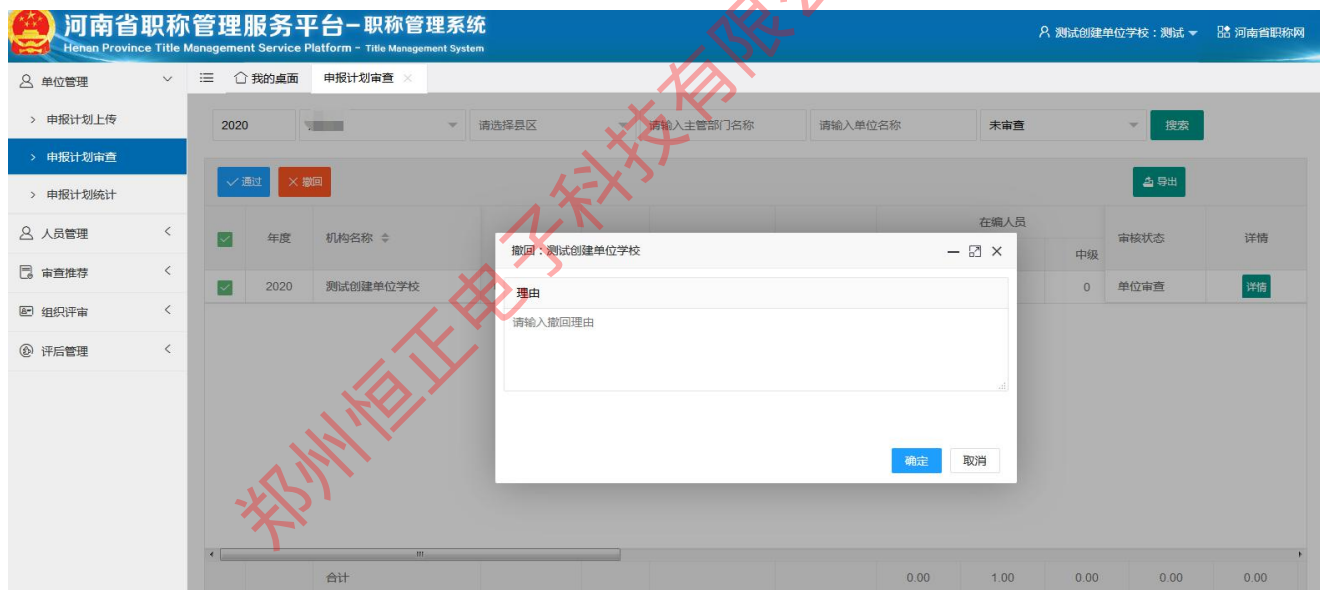 河南省职称管理服务平台-职称管理系统
Henan Province Title Management Service Platform - Title Management System
测试创建单位学校：测试
河南省职称网
单位管理
我的桌面
申报计划审查
申报计划上传
2020
请选择县区
请输入主管部门名称
请输入单位名称
未审查
搜索
申报计划审查
通过
撤回
导出
申报计划统计
人员管理
年度
机构名称
在编人员
中级
审核状态
详情
审查推荐
2020
测试创建单位学校
0
单位审查
详情
组织评审
评后管理
撤回：测试创建单位学校
理由
请输入撤回理由
确定
取消
合计
0.00
1.00
0.00
0.00
0.00
郑州恒正电子科技有限